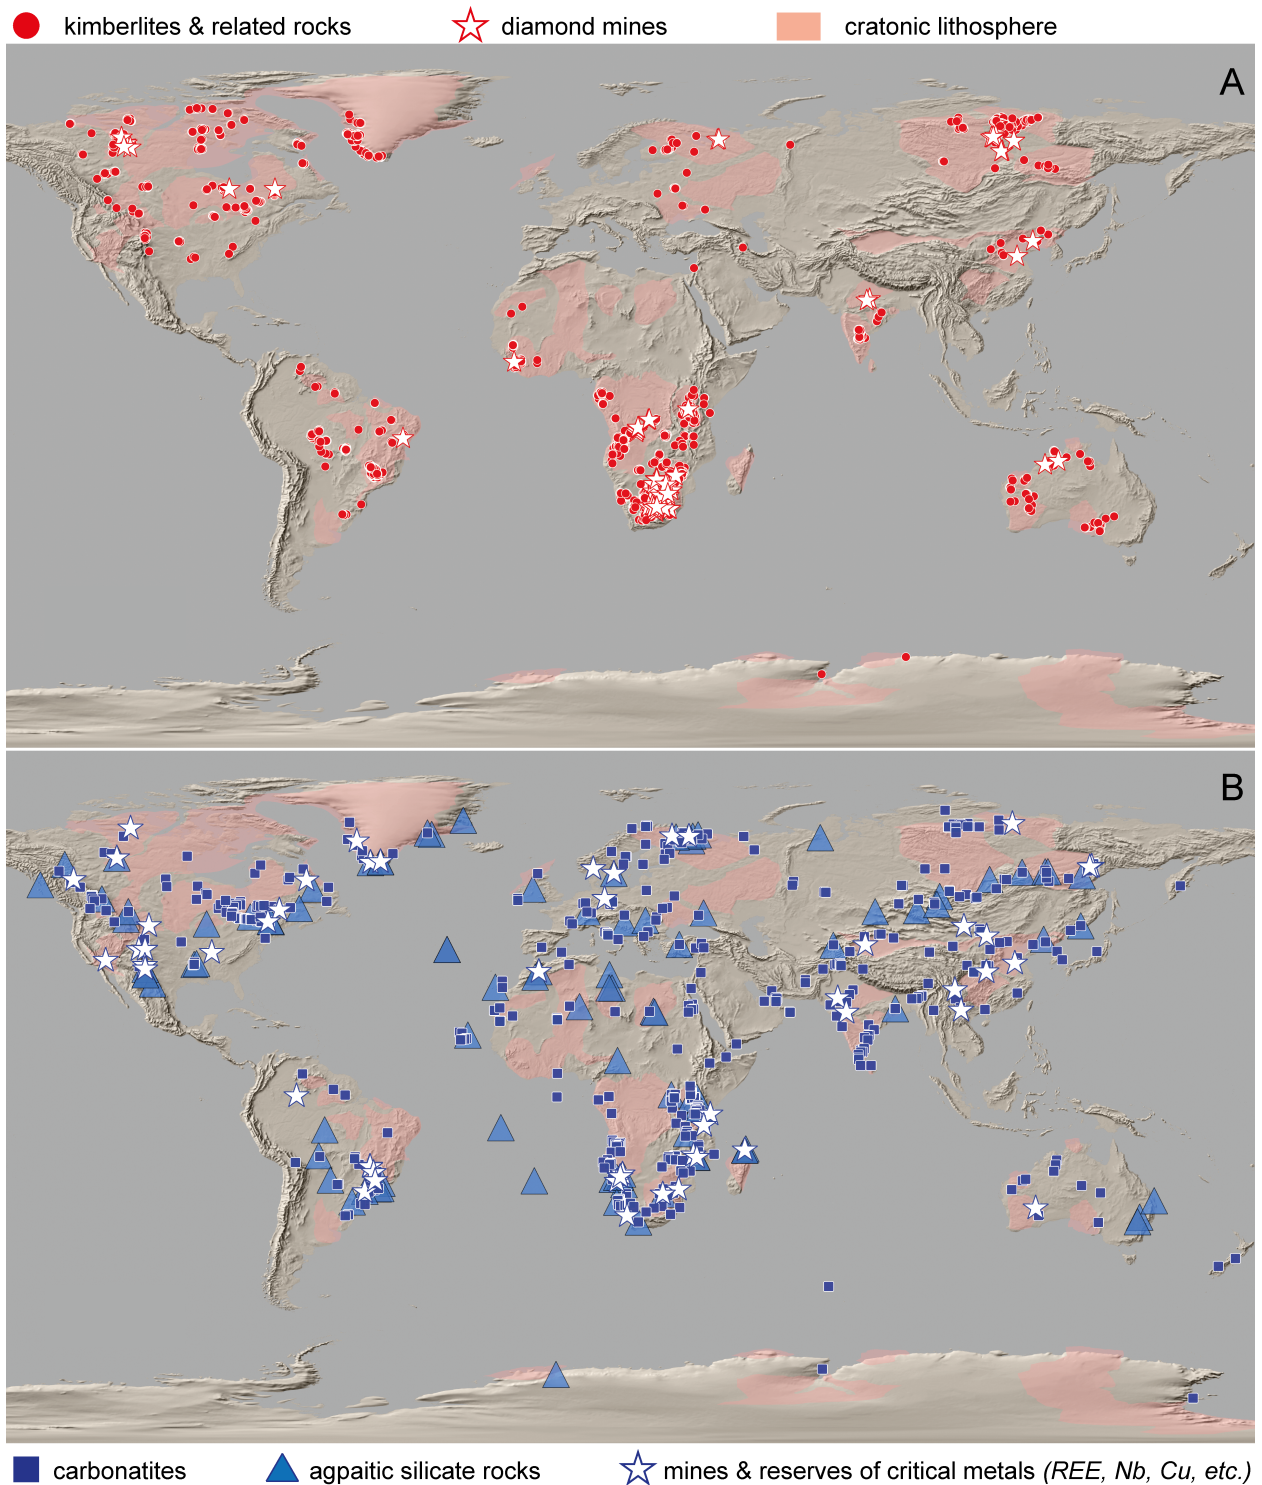 kimberlites & related rocks diamond mines cratonic lithosphere
A
B
carbonatites agpaitic silicate rocks mines & reserves of critical metals (REE, Nb, Cu, etc.)